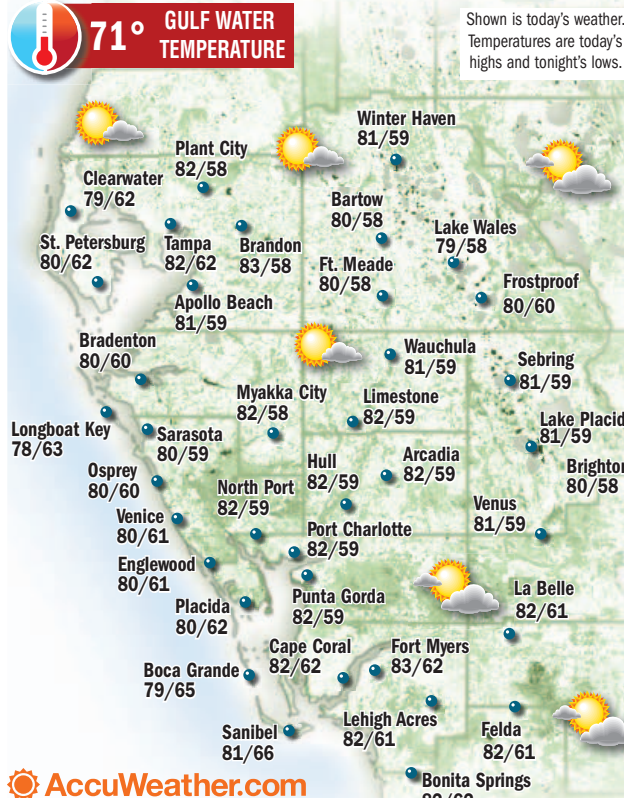 71°
GULF WATER
TEMPERATURE
Shown is today's weather.
Temperatures are today's
highs and tonight's lows.
Winter Haven
81/59
Plant City
82/58
Clearwater
79/62
Bartow
80/58
Lake Wales
79/58
St. Petersburg
80/62
Tampa
82/62
Brandon
83/58
Ft. Meade
80/58
Frostproof
80/60
Apollo Beach
81/59
Bradenton
80/60
Wauchula
81/59
Sebring
81/59
Myakka City
82/58
Limestone
82/59
Longboat Key
78/63
Sarasota
80/59
Lake Placid
81/59
Osprey
80/60
Hull
82/59
Arcadia
82/59
Brighton
80/58
North Port
82/59
Venus
81/59
Venice
80/61
Port Charlotte
82/59
Englewood
80/61
Punta Gorda
82/59
La Belle
82/61
Placida
80/62
Cape Coral
82/62
Fort Myers
83/62
Boca Grande
79/65
Lehigh Acres
82/61
Felda
82/61
Sanibel
81/66
Bonita Springs
AccuWeather.com